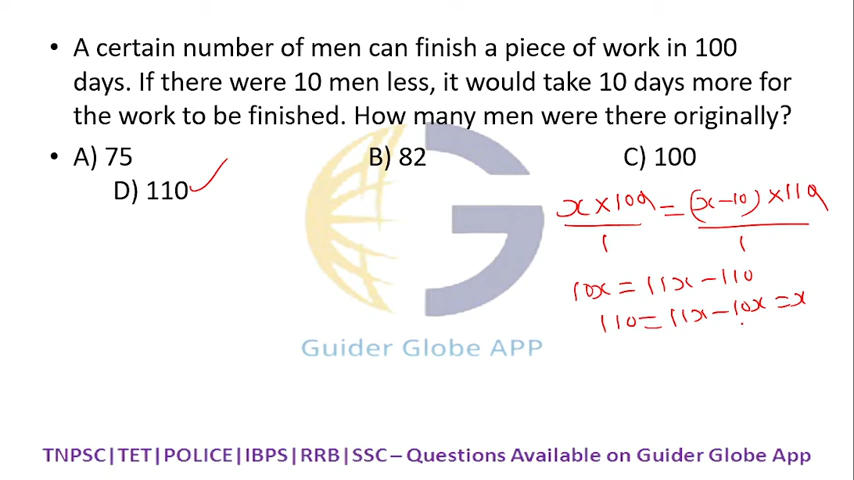 • A certain number of men can finish a piece of work in 100
days. If there were 10 men less, it would take 10 days more for
the work to be finished. How many men were there originally?
• A) 75 B) 82 C) 100
D) 110 ✓
x × 100 = (x-10) × 110
1 1
10x = 11x - 110
110 = 11x - 10x = x
Guider Globe APP
TNPSC|TET|POLICE|IBPS|RRB|SSC – Questions Available on Guider Globe App